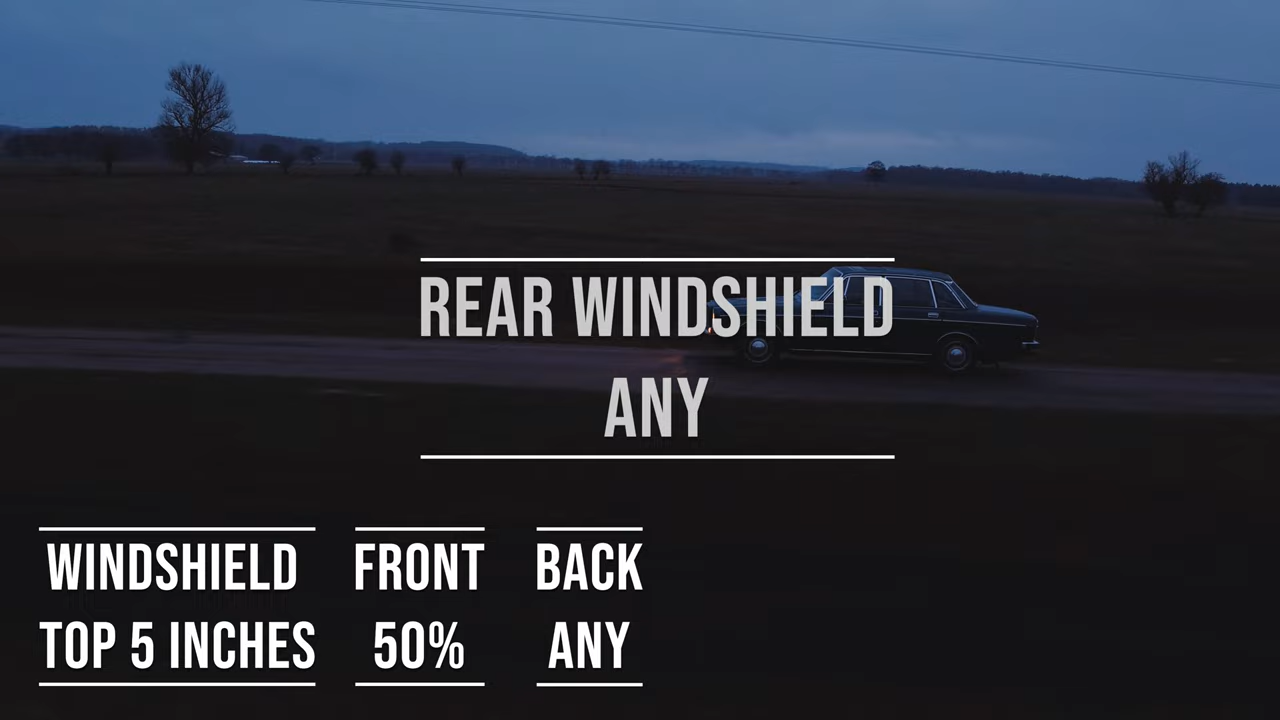 REAR WINDSHIELD
ANY
WINDSHIELD
TOP 5 INCHES
FRONT
50%
BACK
ANY